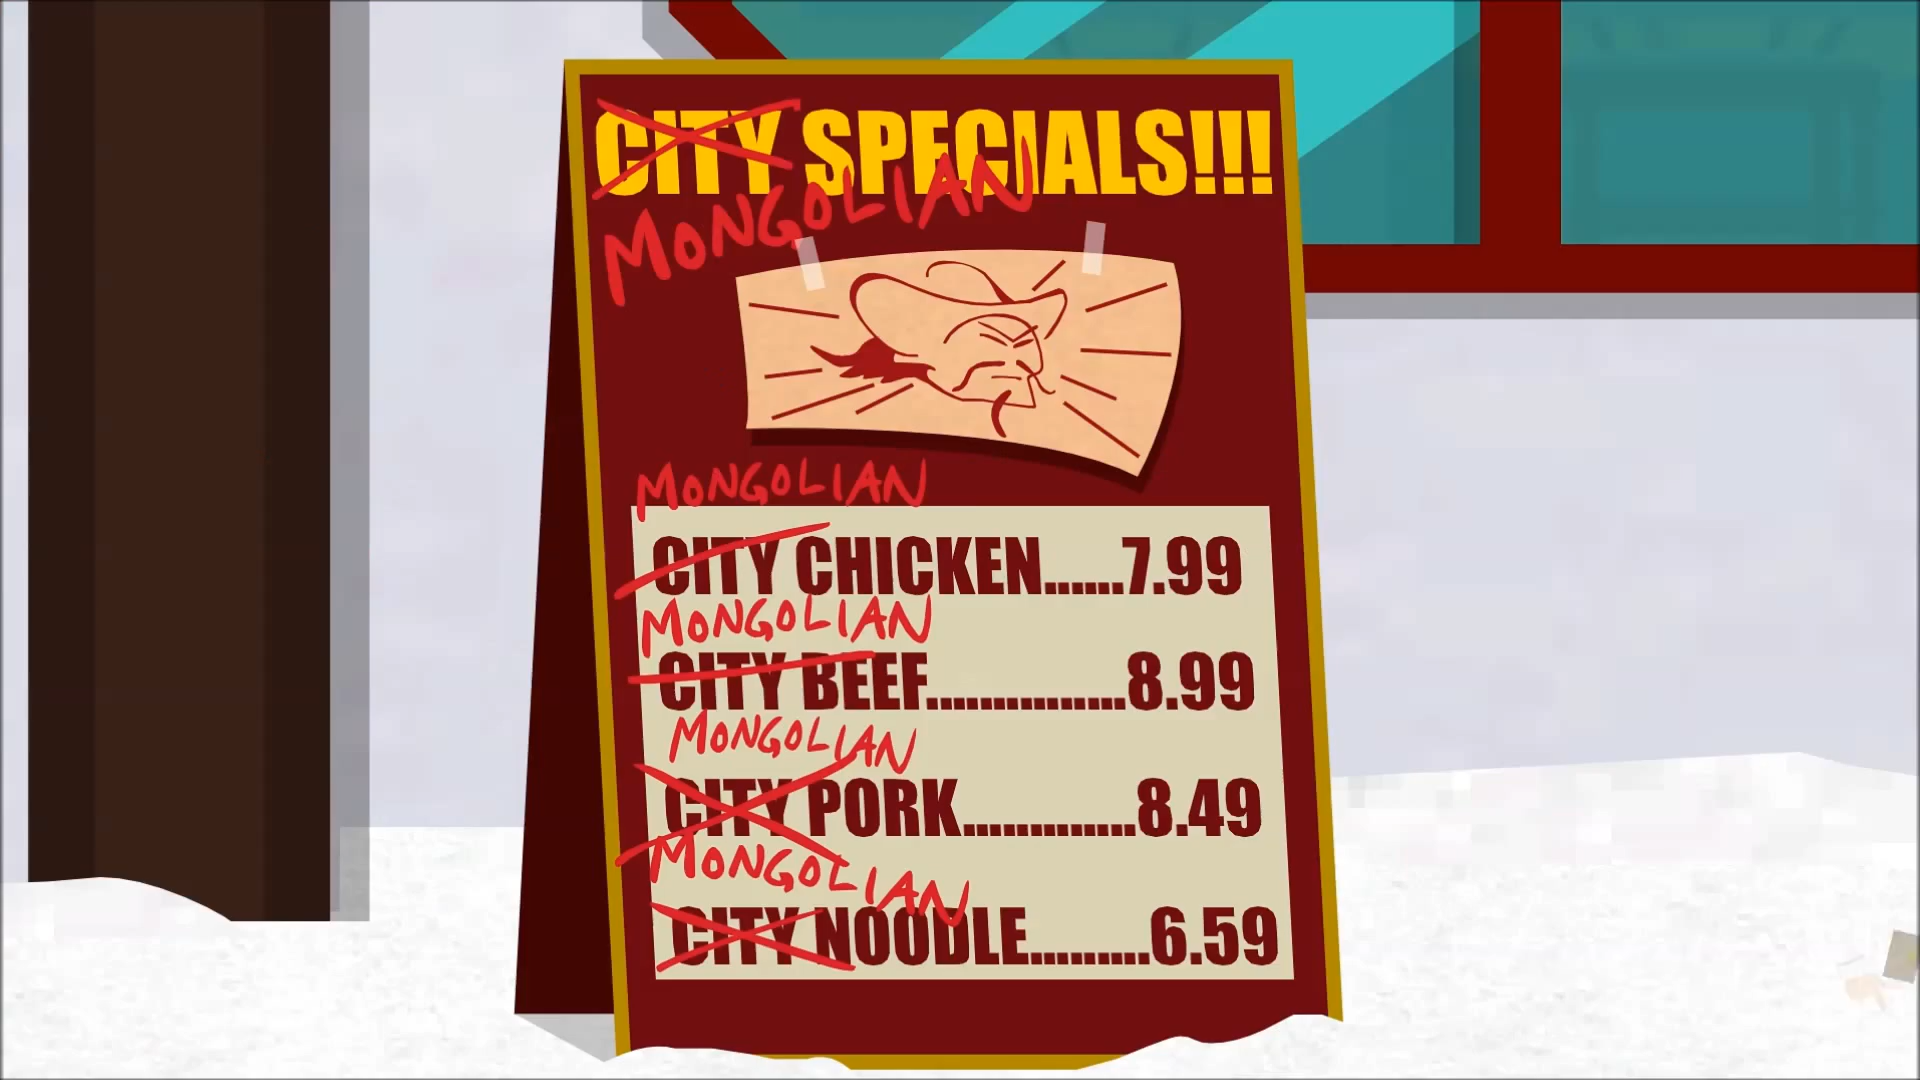 CITY SPECIALS!!!
MONGOLIAN
MONGOLIAN
CITY CHICKEN......7.99
MONGOLIAN
CITY BEEF...............8.99
MONGOLIAN
CITY PORK.............8.49
MONGOLIAN
CITY NOODLE.........6.59